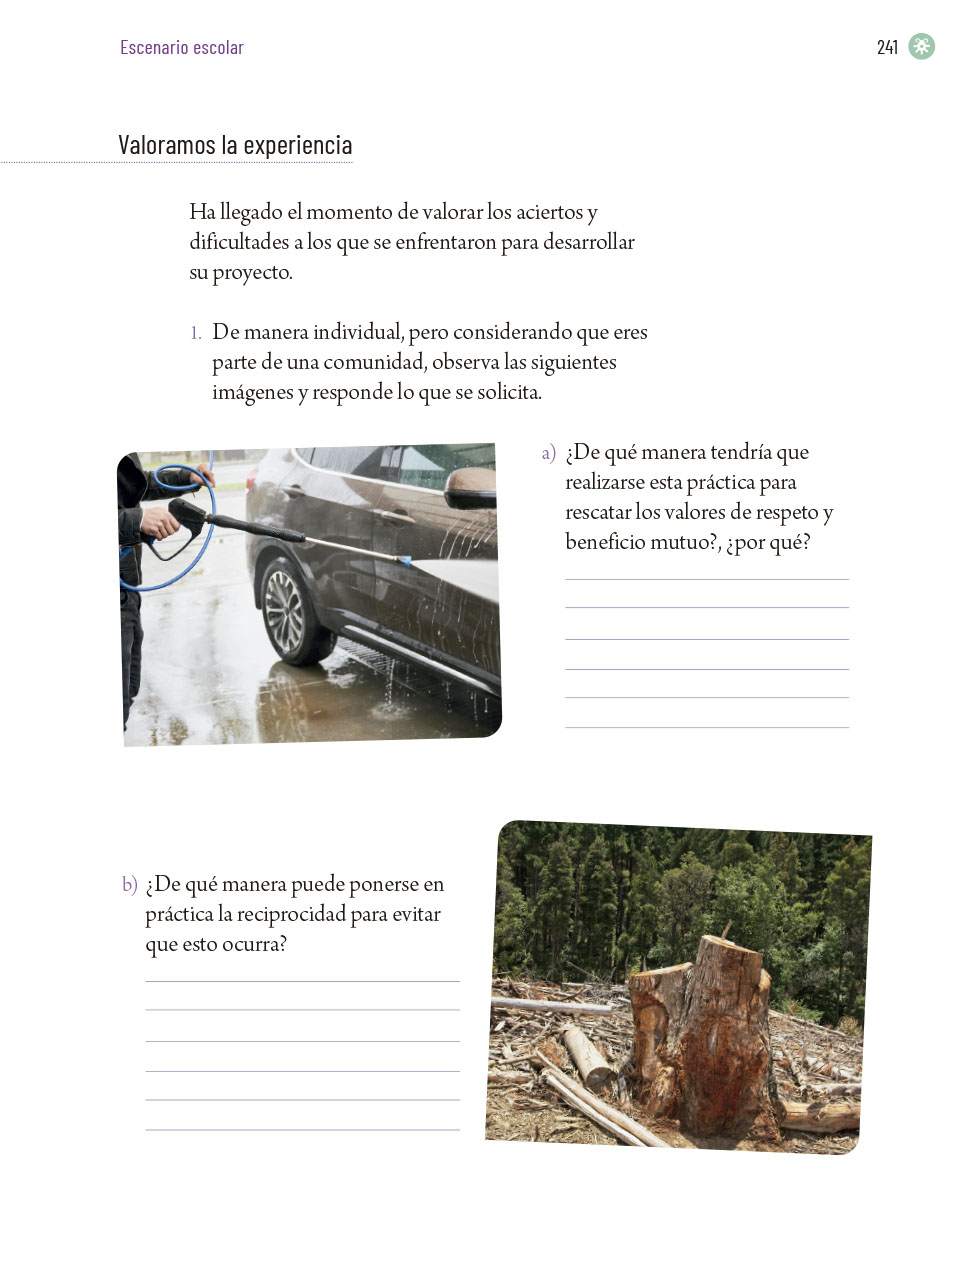 Escenario escolar
241
Valoramos la experiencia
Ha llegado el momento de valorar los aciertos y
dificultades a los que se enfrentaron para desarrollar
su proyecto.
1. De manera individual, pero considerando que eres
parte de una comunidad, observa las siguientes
imágenes y responde lo que se solicita.
a) ¿De qué manera tendría que
realizarse esta práctica para
rescatar los valores de respeto y
beneficio mutuo?, ¿por qué?
b) ¿De qué manera puede ponerse en
práctica la reciprocidad para evitar
que esto ocurra?